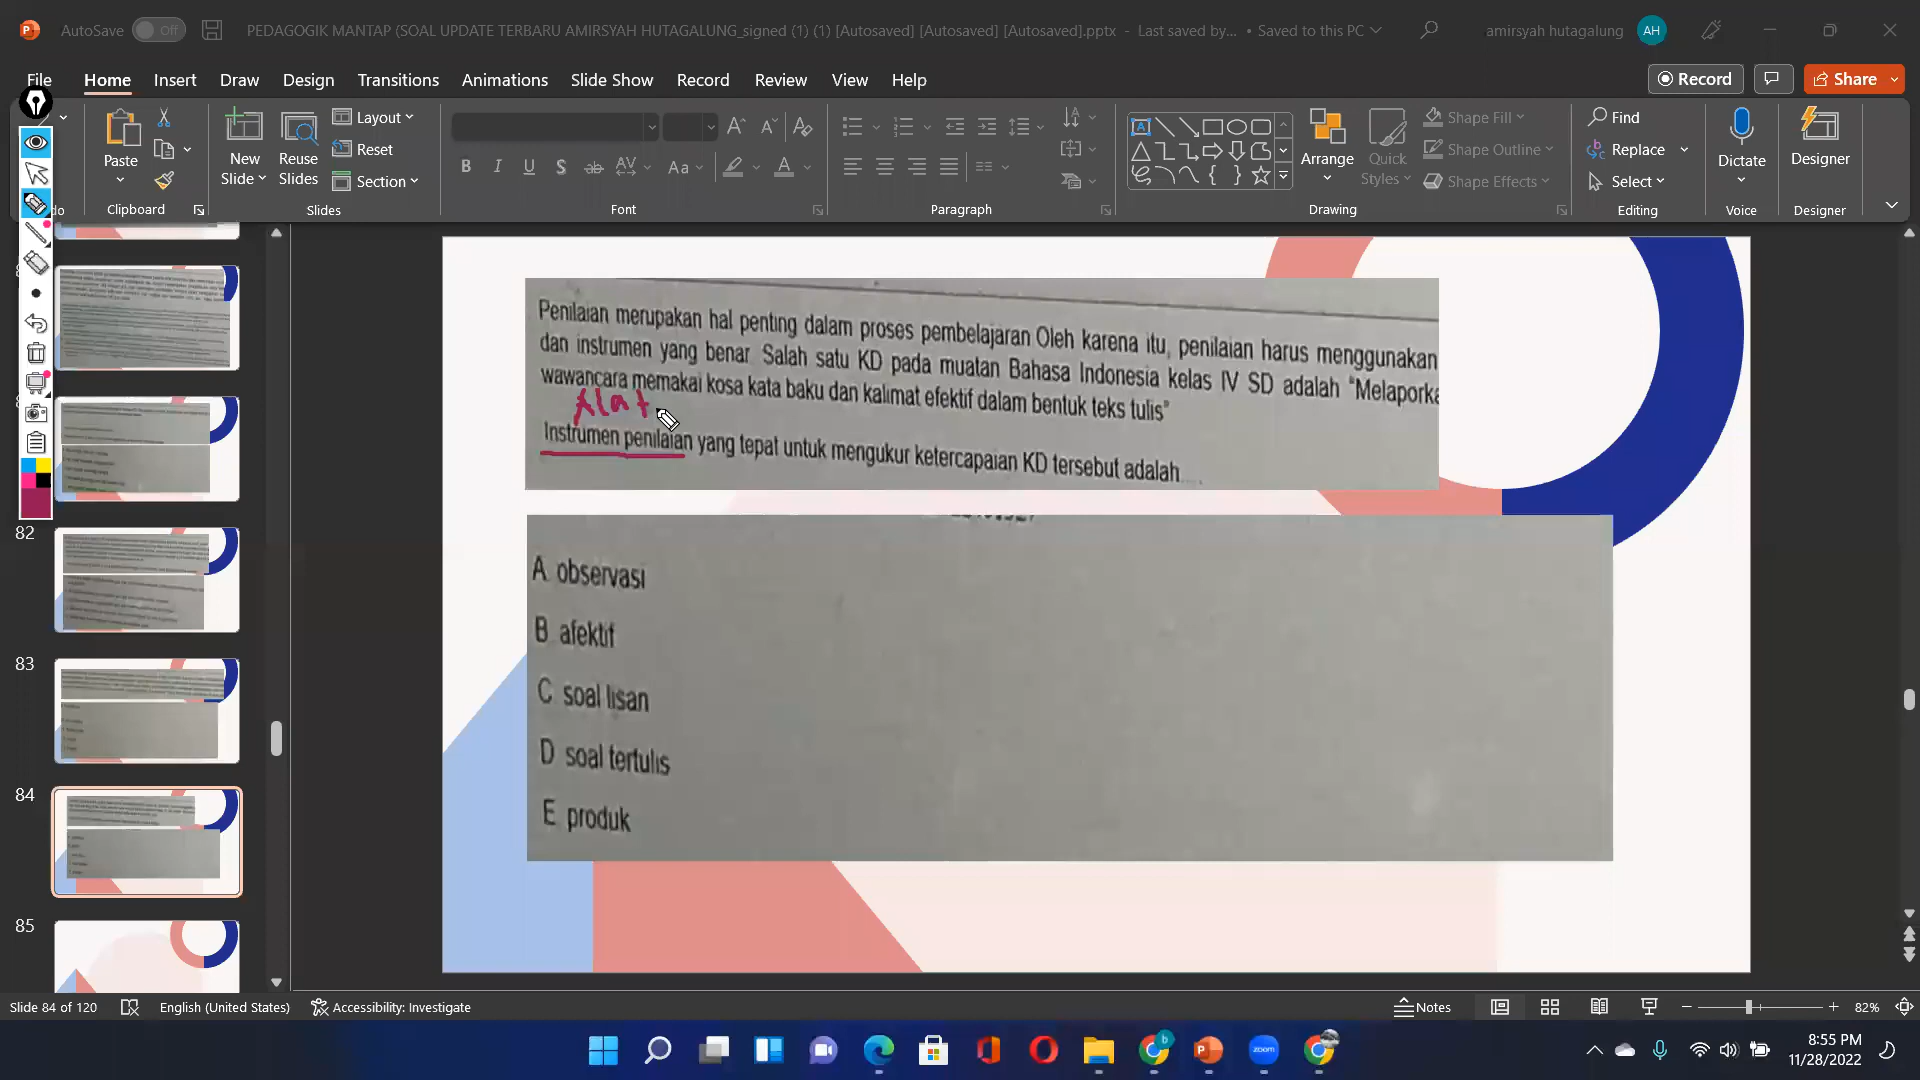 AutoSave Off PEDAGOGIK MANTAP (SOAL UPDATE TERBARU AMIRSYAH HUTAGALUNG_signed (1) (1) [Autosaved] [Autosaved] [Autosaved].pptx - Last saved by... • Saved to this PC amirsyah hutagalung AH
File Home Insert Draw Design Transitions Animations Slide Show Record Review View Help Record Share
Paste New Slide Reuse Slides Layout Reset Section Arrange Quick Styles Shape Fill Shape Outline Shape Effects Find Replace Select Dictate Designer
do Clipboard Slides Font Paragraph Drawing Editing Voice Designer
Penilaian merupakan hal penting dalam proses pembelajaran Oleh karena itu, penilaian harus menggunakan
dan instrumen yang benar. Salah satu KD pada muatan Bahasa Indonesia kelas IV SD adalah "Melaporka
wawancara memakai kosa kata baku dan kalimat efektif dalam bentuk teks tulis"
Alat
Instrumen penilaian yang tepat untuk mengukur ketercapaian KD tersebut adalah....
A. observasi
B. afektif
C. soal lisan
D. soal tertulis
E. produk
82
83
84
85
Slide 84 of 120 English (United States) Accessibility: Investigate Notes 82%
zoom
8:55 PM
11/28/2022